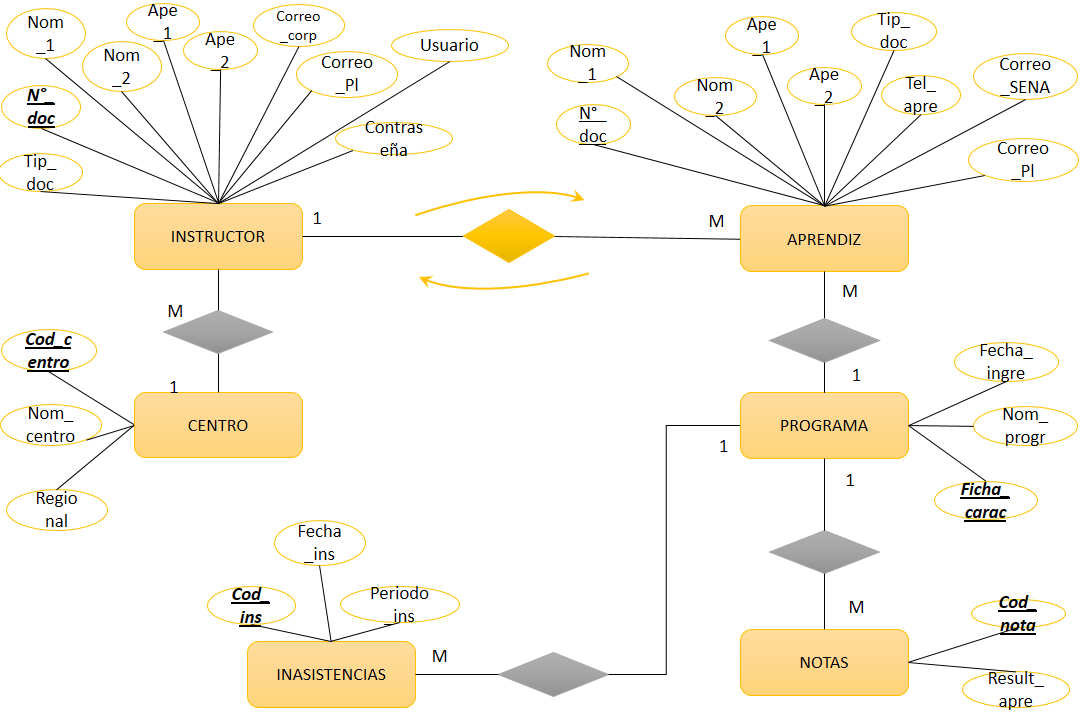 Nom
_1
Ape
_1
Nom
_2
Ape
_2
Correo
_corp
Correo
_Pl
Usuario
Contras
eña
N°_
doc
Tip_
doc
INSTRUCTOR
1
M
Nom
_1
N°_
doc
Nom
_2
Ape
_1
Ape
_2
Tip_
doc
Tel_
apre
Correo
_SENA
Correo
_Pl
APRENDIZ
M
M
1
Cod_c
entro
Nom_
centro
Regio
nal
CENTRO
1
PROGRAMA
Fecha_
ingre
Nom_
progr
Ficha_
carac
1
1
Fecha
_ins
Cod_
ins
Periodo
_ins
INASISTENCIAS
M
M
NOTAS
Cod_
nota
Result_
apre